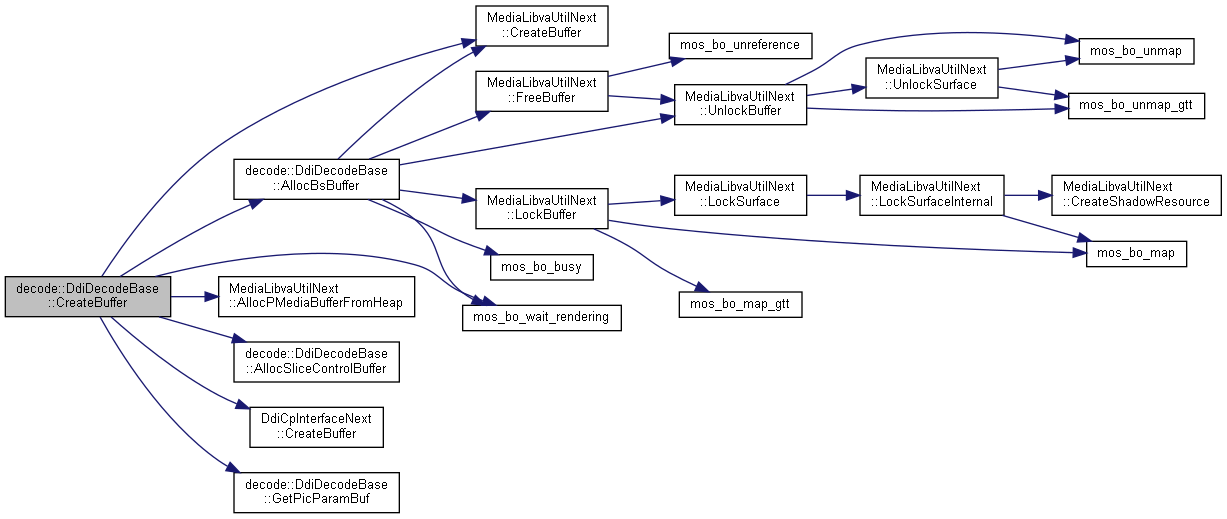 MediaLibvaUtilNext
::CreateBuffer
mos_bo_unreference
mos_bo_unmap
MediaLibvaUtilNext
::FreeBuffer
MediaLibvaUtilNext
::UnlockSurface
MediaLibvaUtilNext
::UnlockBuffer
mos_bo_unmap_gtt
decode::DdiDecodeBase
::AllocBsBuffer
MediaLibvaUtilNext
::LockBuffer
MediaLibvaUtilNext
::LockSurface
MediaLibvaUtilNext
::LockSurfaceInternal
MediaLibvaUtilNext
::CreateShadowResource
mos_bo_map
mos_bo_busy
mos_bo_map_gtt
decode::DdiDecodeBase
::CreateBuffer
MediaLibvaUtilNext
::AllocPMediaBufferFromHeap
mos_bo_wait_rendering
decode::DdiDecodeBase
::AllocSliceControlBuffer
DdiCpInterfaceNext
::CreateBuffer
decode::DdiDecodeBase
::GetPicParamBuf